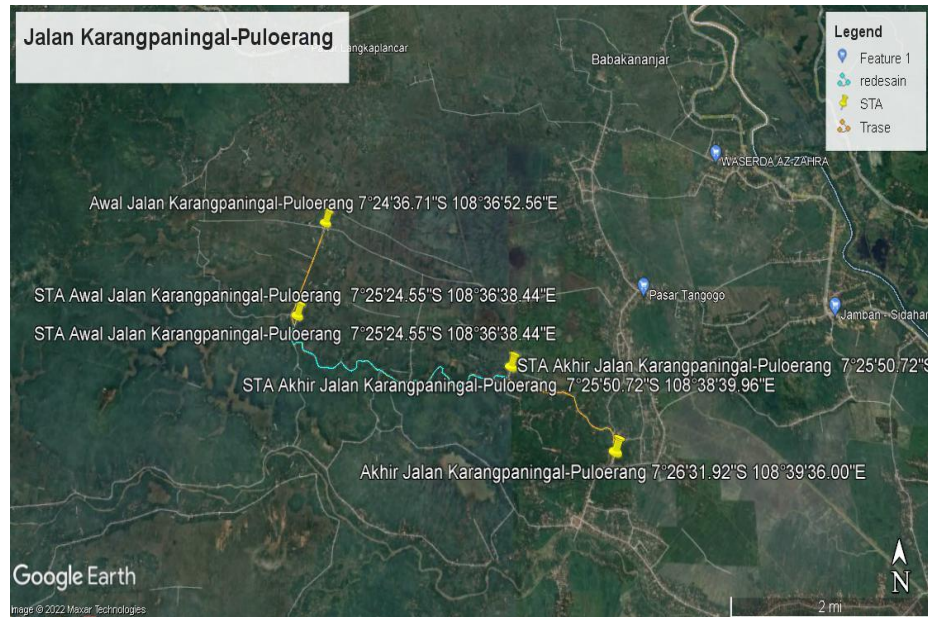 Jalan Karangpaningal-Puloerang
Langkaplancar
Babakananjar
Legend
Feature 1
redesain
STA
Trase
WASERDA AZ-ZAHRA
Awal Jalan Karangpaningal-Puloerang 7°24'36.71"S 108°36'52.56"E
STA Awal Jalan Karangpaningal-Puloerang 7°25'24.55"S 108°36'38.44"E
Pasar Tangogo
Jamban - Sidahar
STA Awal Jalan Karangpaningal-Puloerang 7°25'24.55"S 108°36'38.44"E
STA Akhir Jalan Karangpaningal-Puloerang 7°25'50.72"S
STA Akhir Jalan Karangpaningal-Puloerang 7°25'50.72"S 108°38'39.96"E
Akhir Jalan Karangpaningal-Puloerang 7°26'31.92"S 108°39'36.00"E
Google Earth
Image © 2022 Maxar Technologies
N
2 mi